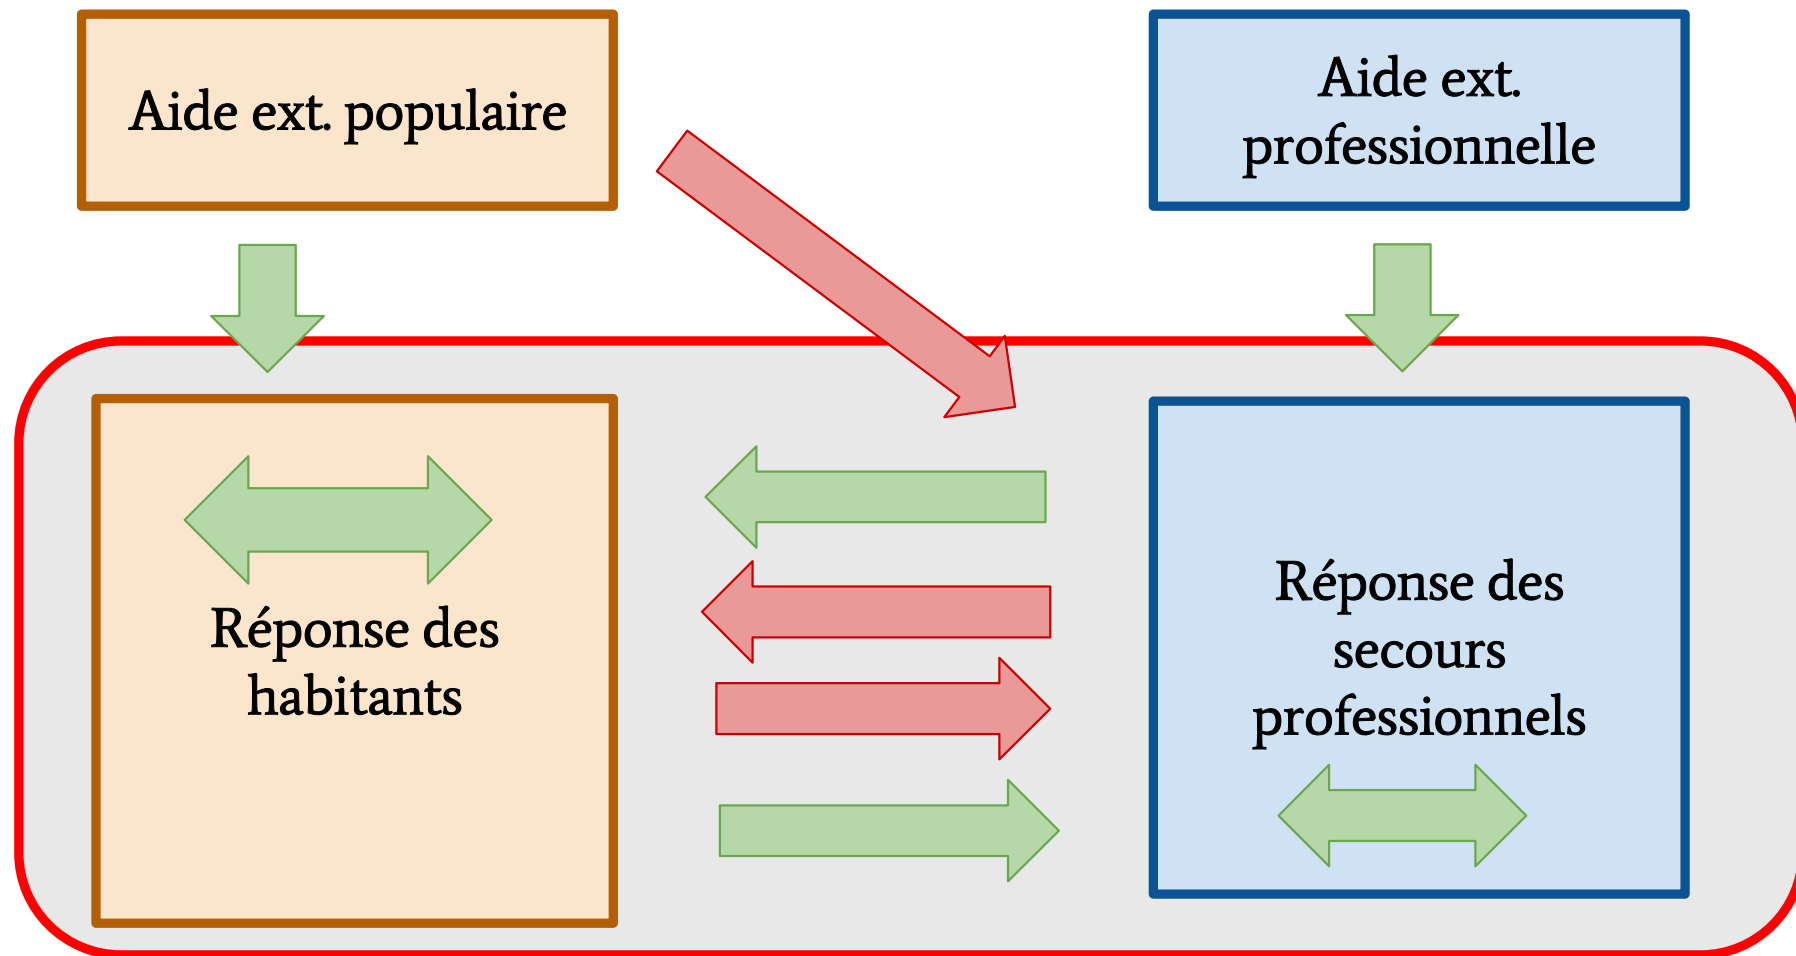 Aide ext. populaire
Aide ext.
professionnelle
Réponse des
habitants
Réponse des
secours
professionnels